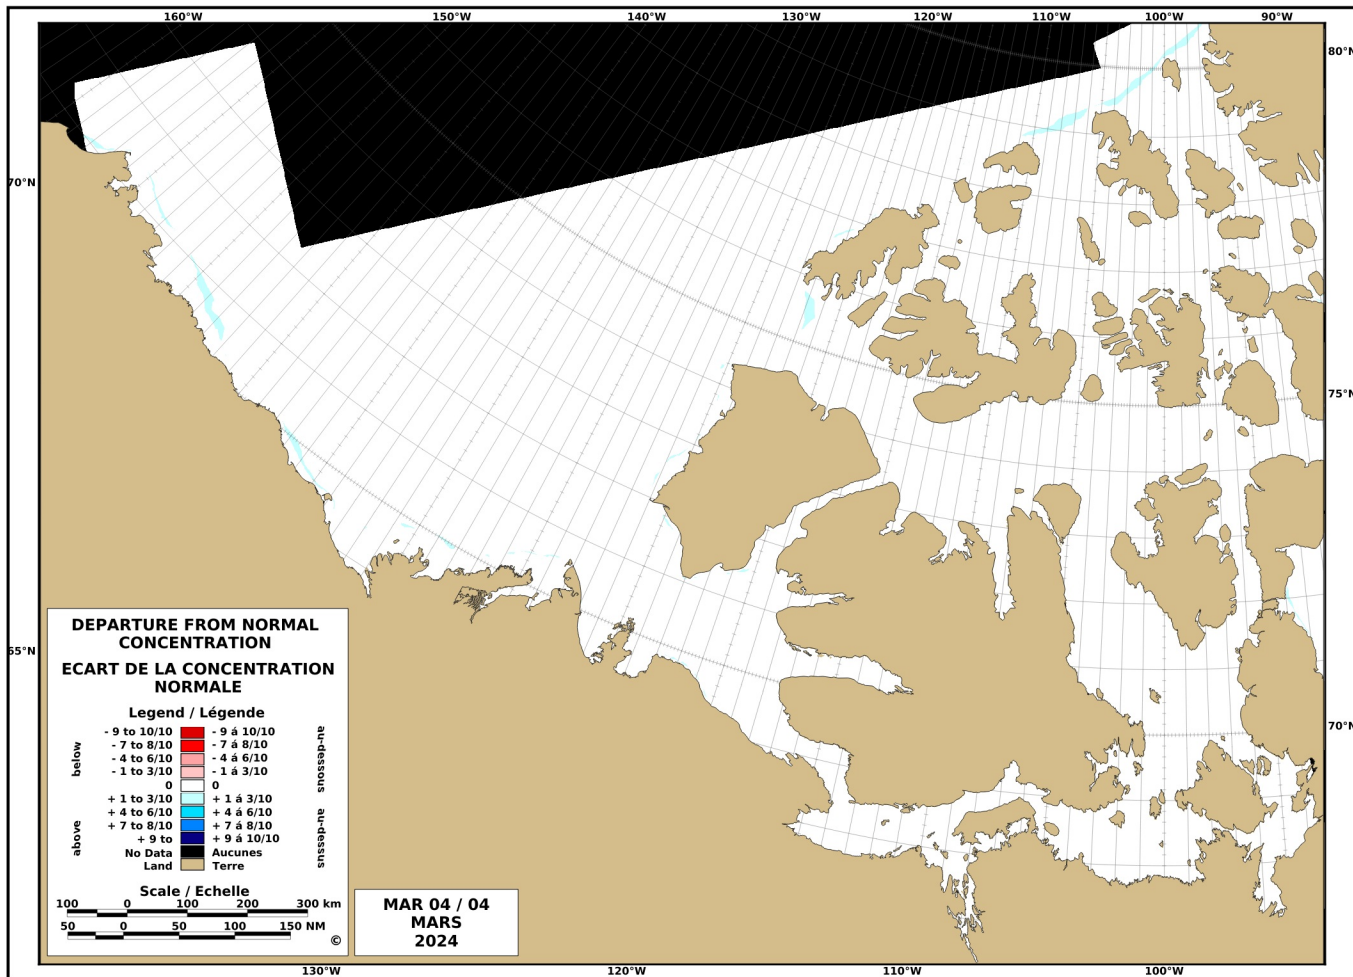 160°W 150°W 140°W 130°W 120°W 110°W 100°W 90°W
80°N
70°N
75°N
65°N
70°N
DEPARTURE FROM NORMAL
CONCENTRATION
ECART DE LA CONCENTRATION
NORMALE
Legend / Légende
below
au-dessous
- 9 to 10/10 - 9 á 10/10
- 7 to 8/10 - 7 á 8/10
- 4 to 6/10 - 4 á 6/10
- 1 to 3/10 - 1 á 3/10
0 0
above
au-dessus
+ 1 to 3/10 + 1 á 3/10
+ 4 to 6/10 + 4 á 6/10
+ 7 to 8/10 + 7 á 8/10
+ 9 to + 9 á 10/10
No Data Aucunes
Land Terre
Scale / Echelle
100 0 100 200 300 km
50 0 50 100 150 NM
©
MAR 04 / 04
MARS
2024
130°W 120°W 110°W 100°W